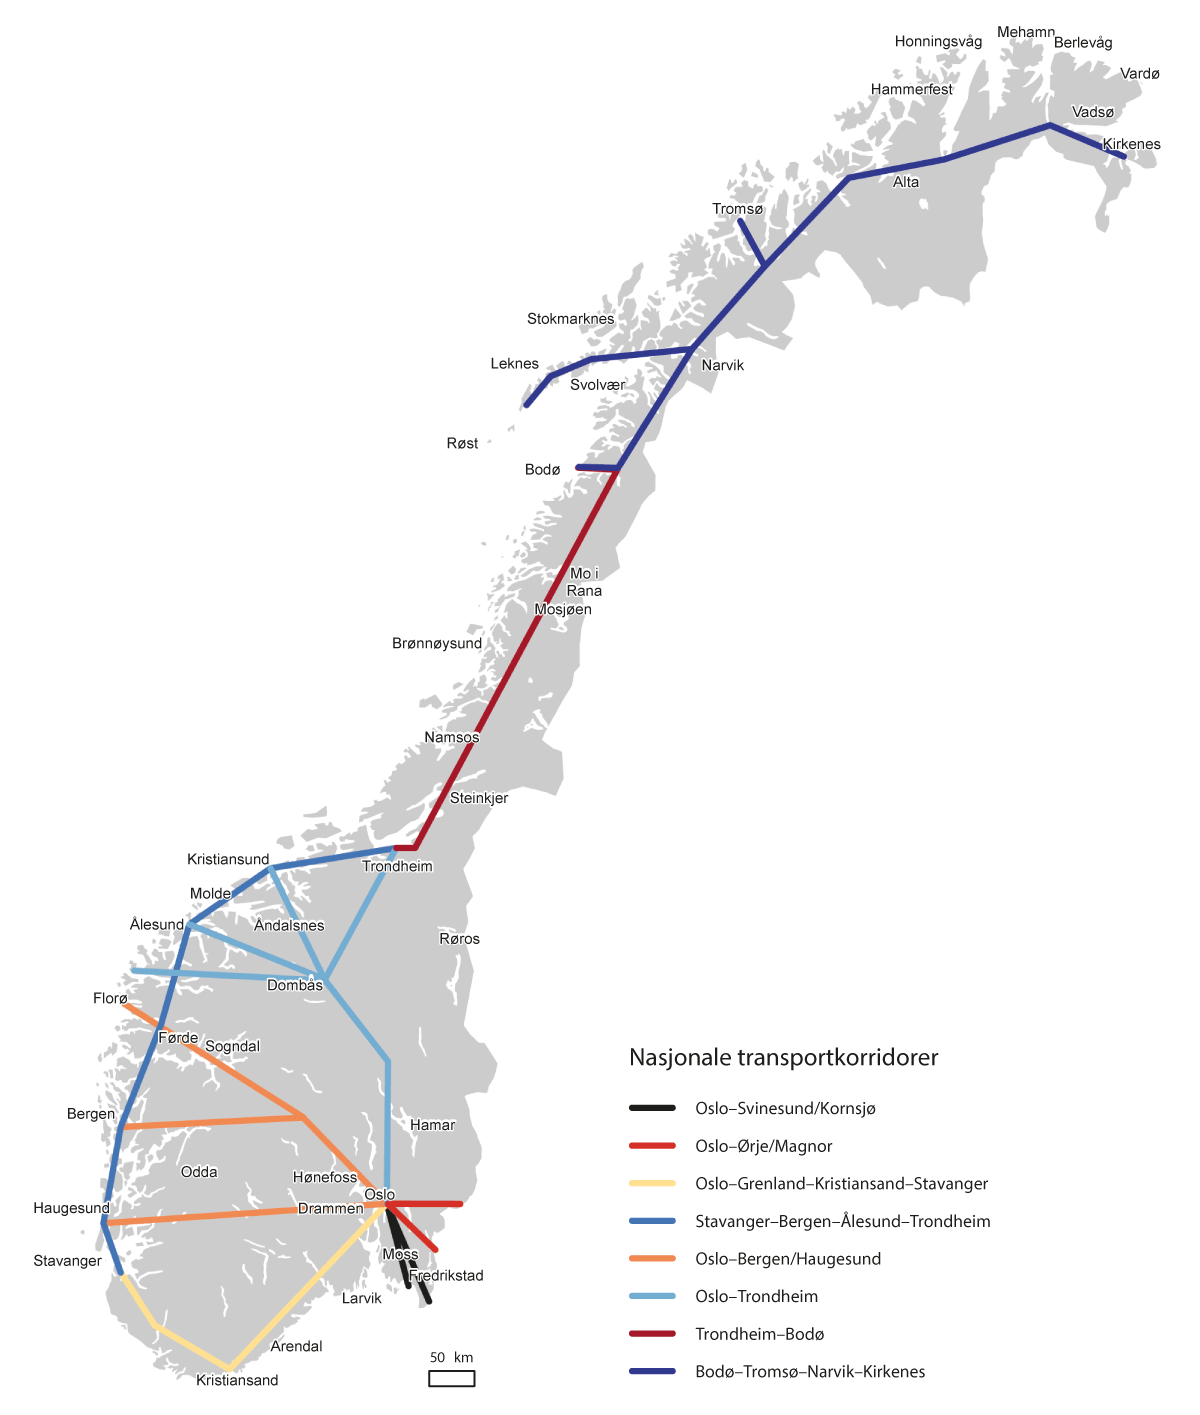 Mehamn
Honningsvåg
Berlevåg
Vardø
Hammerfest
Vadsø
Kirkenes
Alta
Tromsø
Stokmarknes
Leknes
Narvik
Svolvær
Røst
Bodø
Mo i
Rana
Mosjøen
Brønnøysund
Namsos
Steinkjer
Kristiansund
Trondheim
Molde
Ålesund
Åndalsnes
Røros
Dombås
Florø
Førde
Sogndal
Bergen
Hamar
Odda
Hønefoss
Oslo
Haugesund
Drammen
Moss
Stavanger
Fredrikstad
Larvik
Arendal
Kristiansand
50 km
Nasjonale transportkorridorer
Oslo–Svinesund/Kornsjø
Oslo–Ørje/Magnor
Oslo–Grenland–Kristiansand–Stavanger
Stavanger–Bergen–Ålesund–Trondheim
Oslo–Bergen/Haugesund
Oslo–Trondheim
Trondheim–Bodø
Bodø–Tromsø–Narvik–Kirkenes